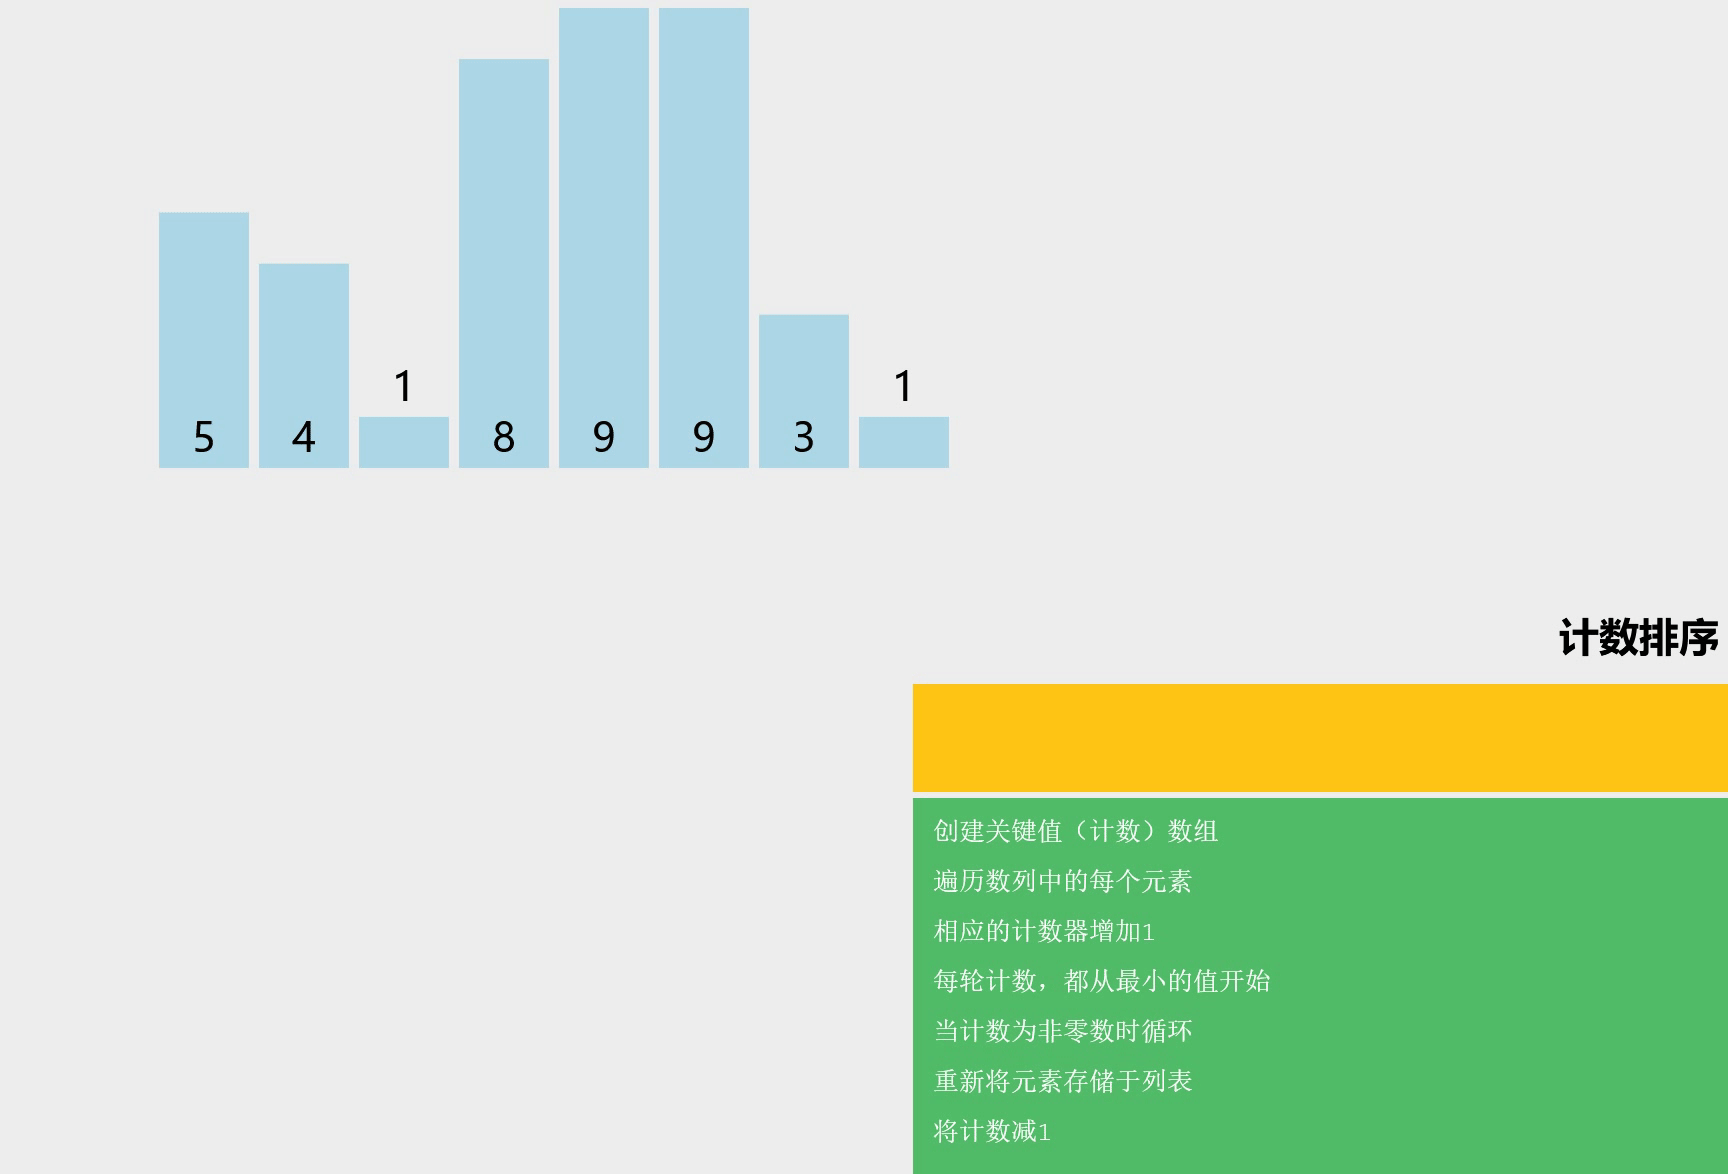 1 1
5 4 8 9 9 3
计数排序
创建关键值（计数）数组
遍历数列中的每个元素
相应的计数器增加1
每轮计数，都从最小的值开始
当计数为非零数时循环
重新将元素存储于列表
将计数减1